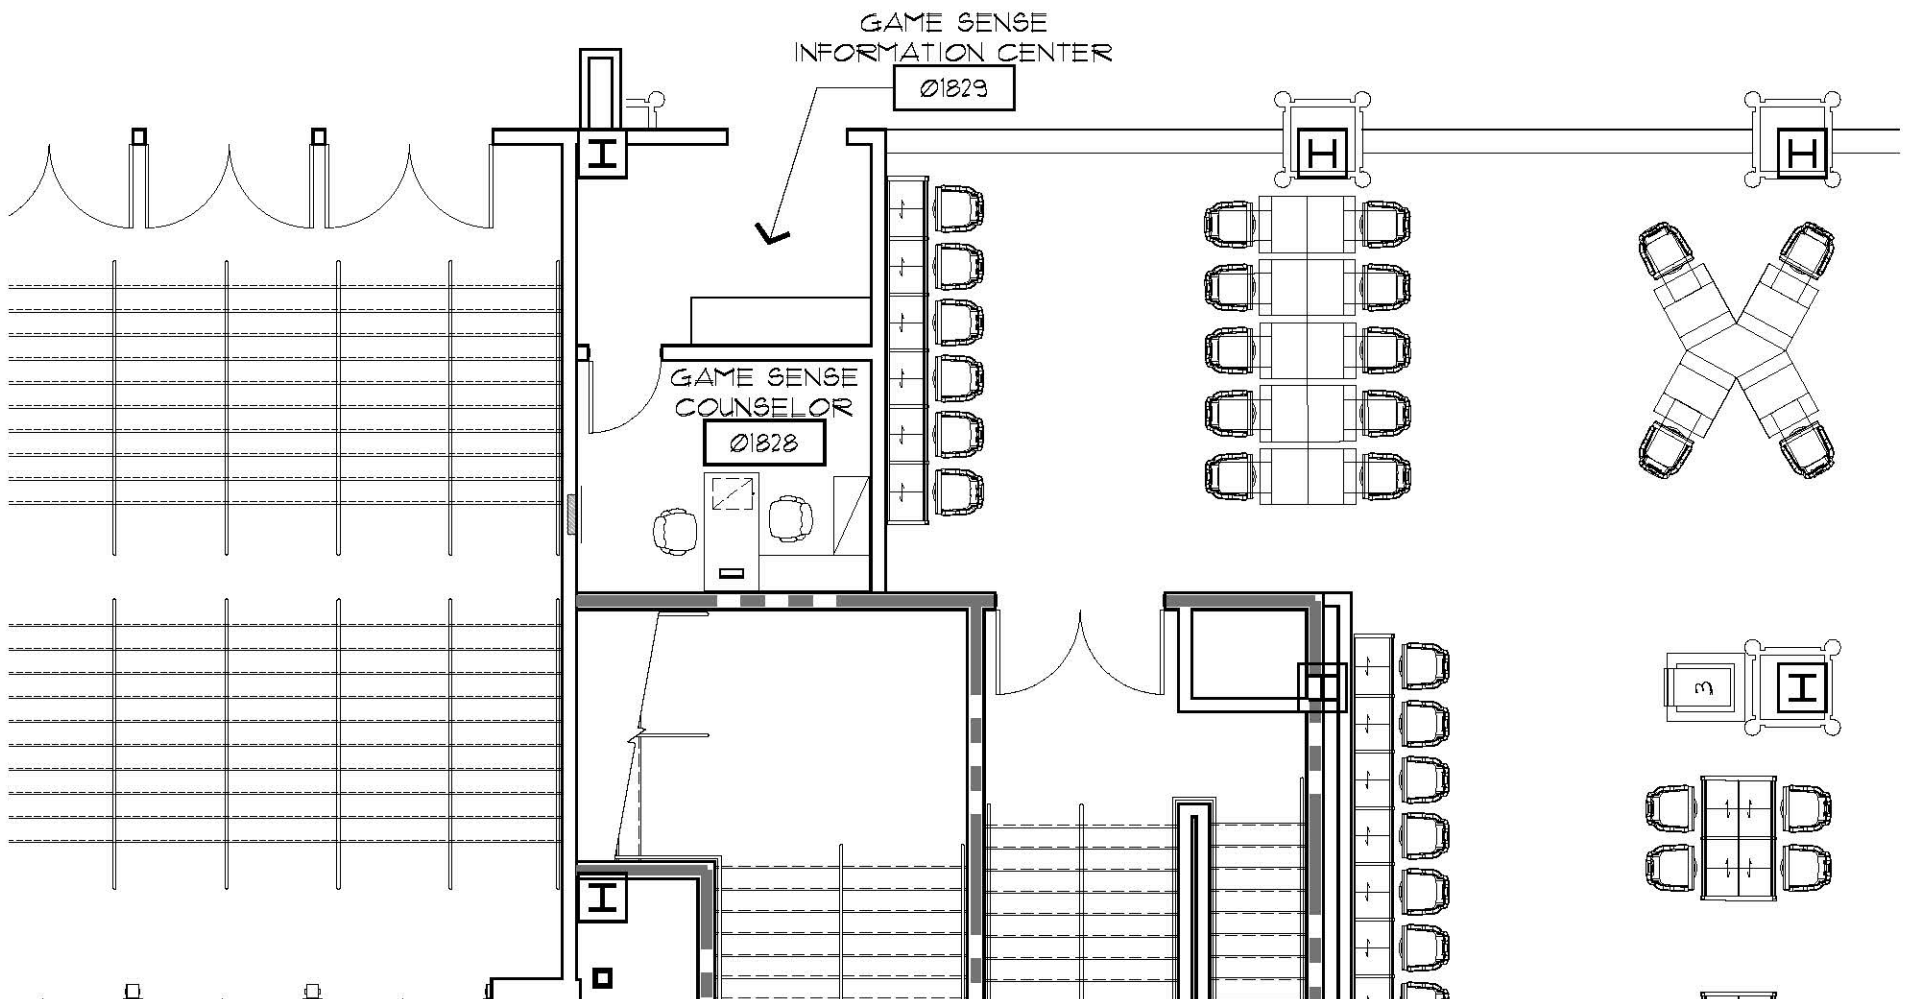 GAME SENSE
INFORMATION CENTER
Ø1829
GAME SENSE
COUNSELOR
Ø1828
3